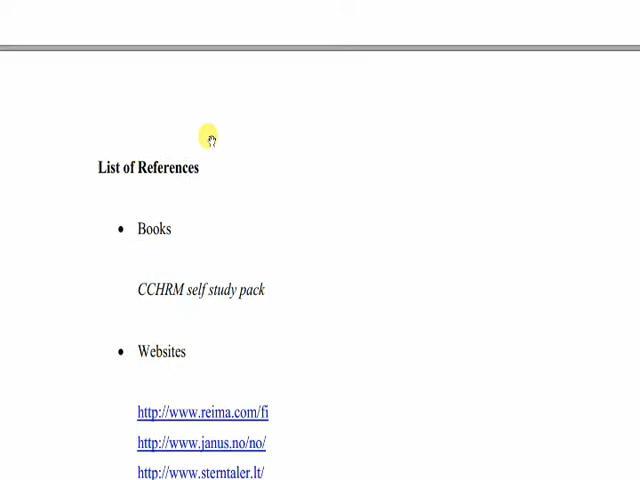 List of References
• Books
CCHRM self study pack
• Websites
http://www.reima.com/fi
http://www.janus.no/no/
http://www.sterntaler.lt/